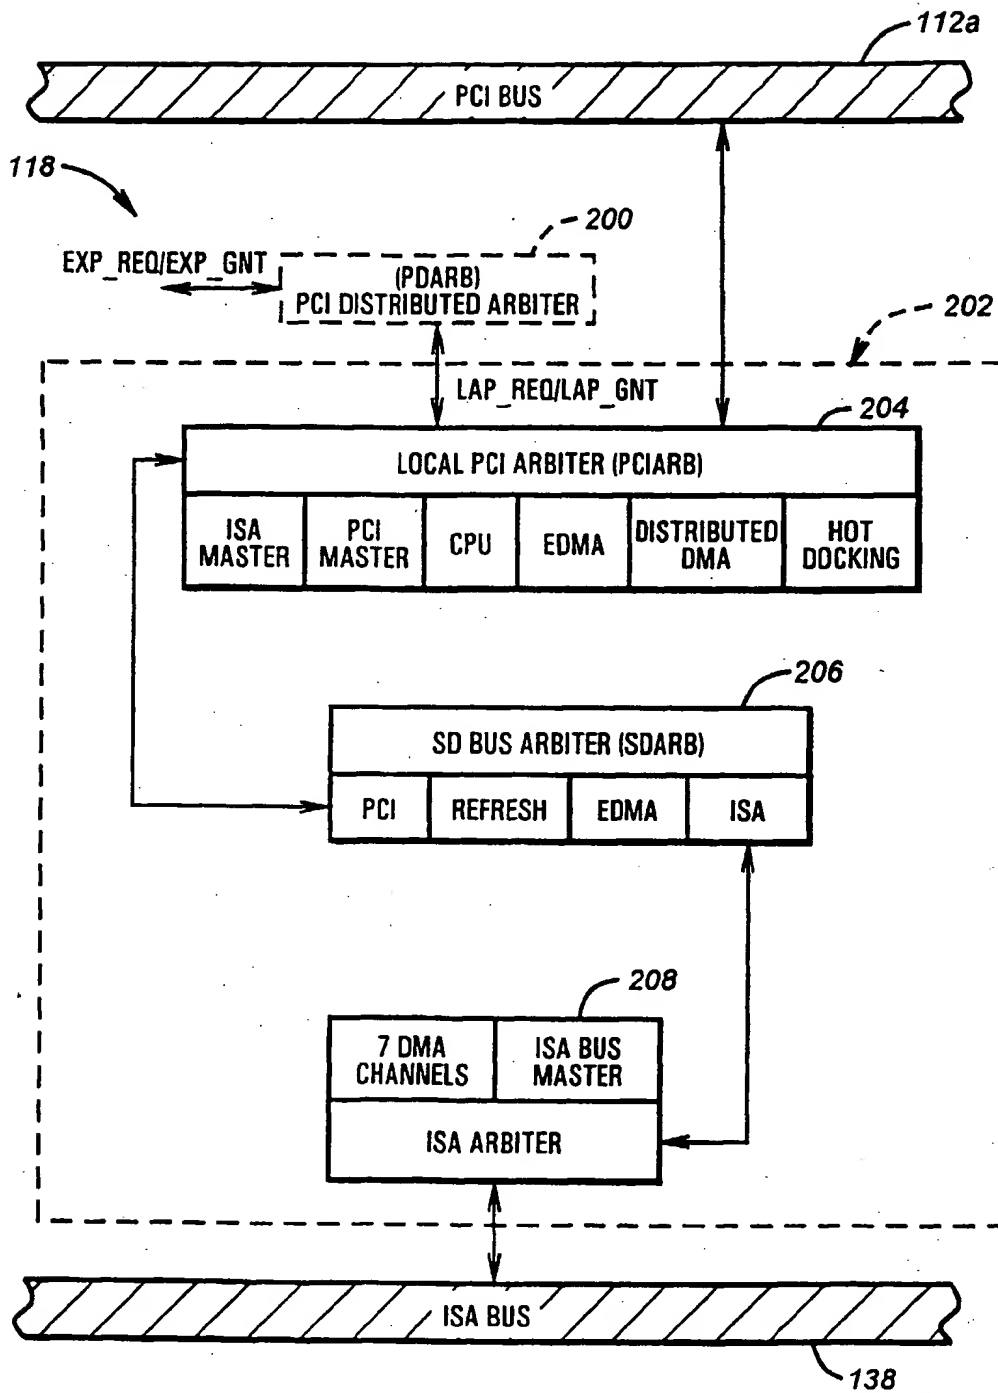 112a
PCI BUS
118
200
EXP_REQ/EXP_GNT
(PDARB)
PCI DISTRIBUTED ARBITER
202
LAP_REQ/LAP_GNT
204
LOCAL PCI ARBITER (PCIARB)
ISA
MASTER
PCI
MASTER
CPU
EDMA
DISTRIBUTED
DMA
HOT
DOCKING
206
SD BUS ARBITER (SDARB)
PCI
REFRESH
EDMA
ISA
208
7 DMA
CHANNELS
ISA BUS
MASTER
ISA ARBITER
ISA BUS
138